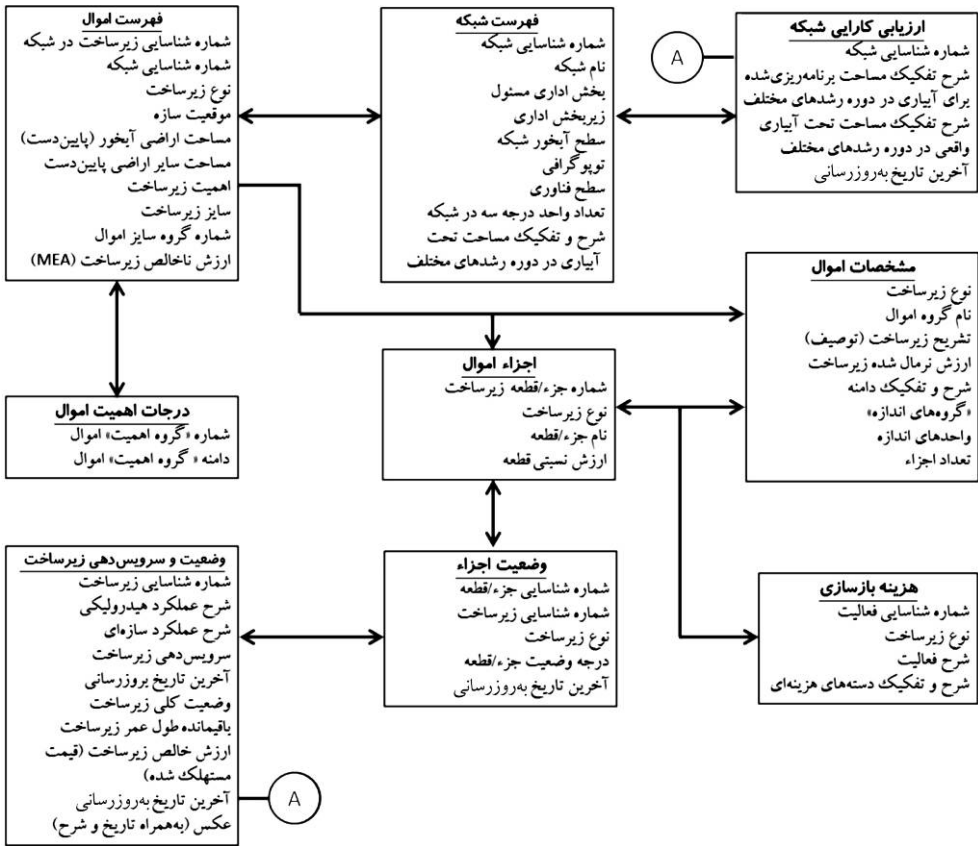 فهرست اموال
شماره شناسایی زیرساخت در شبکه
شماره شناسایی شبکه
نوع زیرساخت
موقعیت سازه
مساحت اراضی آبخور (پایین‌دست)
مساحت سایر اراضی پایین‌دست
اهمیت زیرساخت
سایز زیرساخت
شماره گروه سایز اموال
ارزش ناخالص زیرساخت (MEA)
فهرست شبکه
شماره شناسایی شبکه
نام شبکه
بخش اداری مسئول
زیربخش اداری
سطح آبخور شبکه
توپوگرافی
سطح فناوری
تعداد واحد درجه سه در شبکه
شرح و تفکیک مساحت تحت
آبیاری در دوره رشدهای مختلف
ارزیابی کارایی شبکه
شماره شناسایی شبکه
شرح تفکیک مساحت برنامه‌ریزی‌شده
برای آبیاری در دوره رشدهای مختلف
شرح تفکیک مساحت تحت آبیاری
واقعی در دوره رشدهای مختلف
آخرین تاریخ به‌روزرسانی
A
مشخصات اموال
نوع زیرساخت
نام گروه اموال
تشریح زیرساخت (توصیف)
ارزش نرمال شده زیرساخت
شرح و تفکیک دامنه
«گروه‌های اندازه»
واحدهای اندازه
تعداد اجزاء
اجزاء اموال
شماره جزء/قطعه زیرساخت
نوع زیرساخت
نام جزء/قطعه
ارزش نسبتی قطعه
درجات اهمیت اموال
شماره «گروه اهمیت» اموال
دامنه « گروه اهمیت» اموال
وضعیت و سرویس‌دهی زیرساخت
شماره شناسایی زیرساخت
شرح عملکرد هیدرولیکی
شرح عملکرد سازه‌ای
سرویس‌دهی زیرساخت
آخرین تاریخ بروزرسانی
وضعیت کلی زیرساخت
باقیمانده طول عمر زیرساخت
ارزش خالص زیرساخت (قیمت
مستهلک شده)
آخرین تاریخ به‌روزرسانی
عکس (به‌همراه تاریخ و شرح)
A
وضعیت اجزاء
شماره شناسایی جزء/قطعه
شماره شناسایی زیرساخت
نوع زیرساخت
درجه وضعیت جزء/قطعه
آخرین تاریخ به‌روزرسانی
هزینه بازسازی
شماره شناسایی فعالیت
نوع زیرساخت
شرح فعالیت
شرح و تفکیک دسته‌های هزینه‌ای